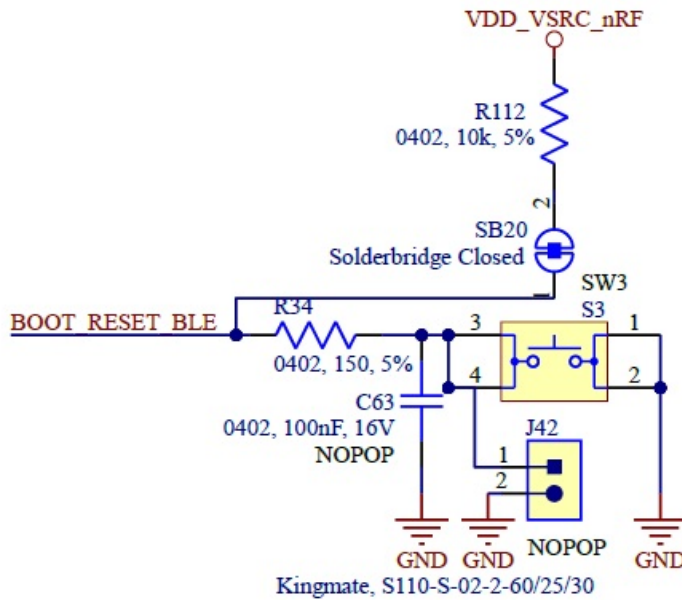 VDD_VSRC_nRF
R112
0402, 10k, 5%
2
SB20
Solderbridge Closed
1
SW3
BOOT_RESET_BLE
R34
S3
3
1
0402, 150, 5%
4
2
C63
0402, 100nF, 16V
NOPOP
J42
1
2
GND
GND
NOPOP
GND
Kingmate, S110-S-02-2-60/25/30